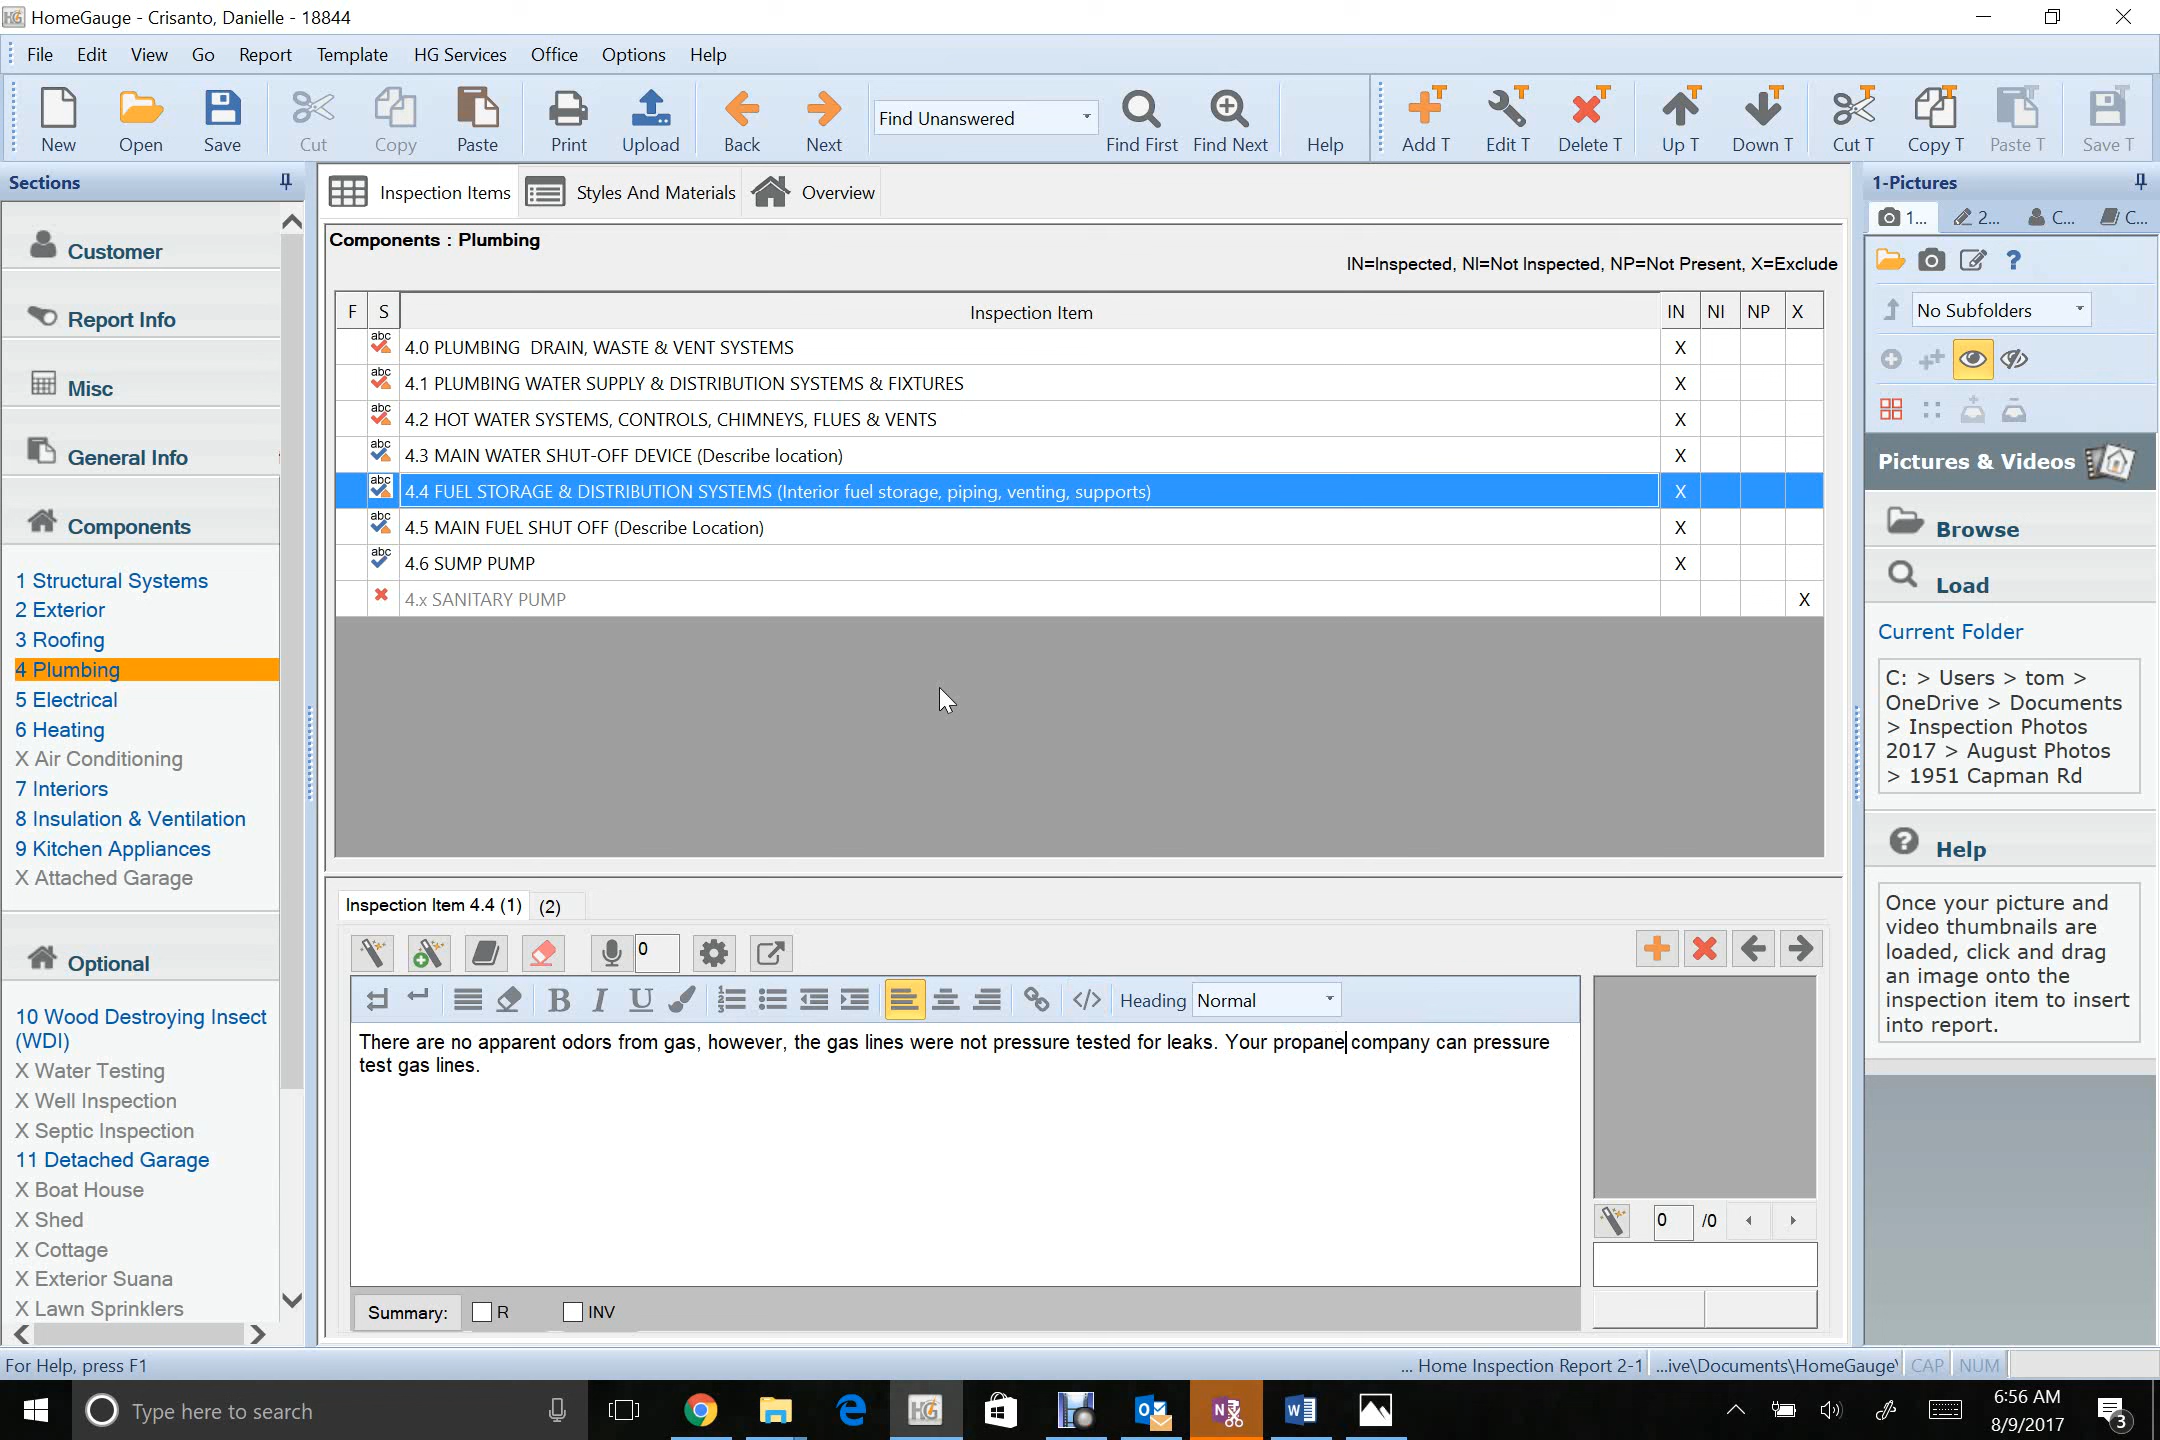 HomeGauge - Crisanto, Danielle - 18844
File Edit View Go Report Template HG Services Office Options Help
New Open Save Cut Copy Paste Print Upload Back Next Find Unanswered Find First Find Next Help Add T Edit T Delete T Up T Down T Cut T Copy T Paste T Save T
Sections
Customer
Report Info
Misc
General Info
Components
1 Structural Systems
2 Exterior
3 Roofing
4 Plumbing
5 Electrical
6 Heating
X Air Conditioning
7 Interiors
8 Insulation & Ventilation
9 Kitchen Appliances
X Attached Garage
Optional
10 Wood Destroying Insect
(WDI)
X Water Testing
X Well Inspection
X Septic Inspection
11 Detached Garage
X Boat House
X Shed
X Cottage
X Exterior Suana
X Lawn Sprinklers
Inspection Items Styles And Materials Overview
Components : Plumbing
IN=Inspected, NI=Not Inspected, NP=Not Present, X=Exclude
F S Inspection Item IN NI NP X
abc 4.0 PLUMBING DRAIN, WASTE & VENT SYSTEMS X
abc 4.1 PLUMBING WATER SUPPLY & DISTRIBUTION SYSTEMS & FIXTURES X
abc 4.2 HOT WATER SYSTEMS, CONTROLS, CHIMNEYS, FLUES & VENTS X
abc 4.3 MAIN WATER SHUT-OFF DEVICE (Describe location) X
abc 4.4 FUEL STORAGE & DISTRIBUTION SYSTEMS (Interior fuel storage, piping, venting, supports) X
abc 4.5 MAIN FUEL SHUT OFF (Describe Location) X
abc 4.6 SUMP PUMP X
4.x SANITARY PUMP X
Inspection Item 4.4 (1) (2)
0
B I U Heading Normal
There are no apparent odors from gas, however, the gas lines were not pressure tested for leaks. Your propane company can pressure
test gas lines.
0 /0
Summary: R INV
1-Pictures
1... 2... C... C...
No Subfolders
Pictures & Videos
Browse
Load
Current Folder
C: > Users > tom >
OneDrive > Documents
> Inspection Photos
2017 > August Photos
> 1951 Capman Rd
Help
Once your picture and
video thumbnails are
loaded, click and drag
an image onto the
inspection item to insert
into report.
For Help, press F1
... Home Inspection Report 2-1 ...ive\Documents\HomeGauge\ CAP NUM
Type here to search
6:56 AM
8/9/2017
3